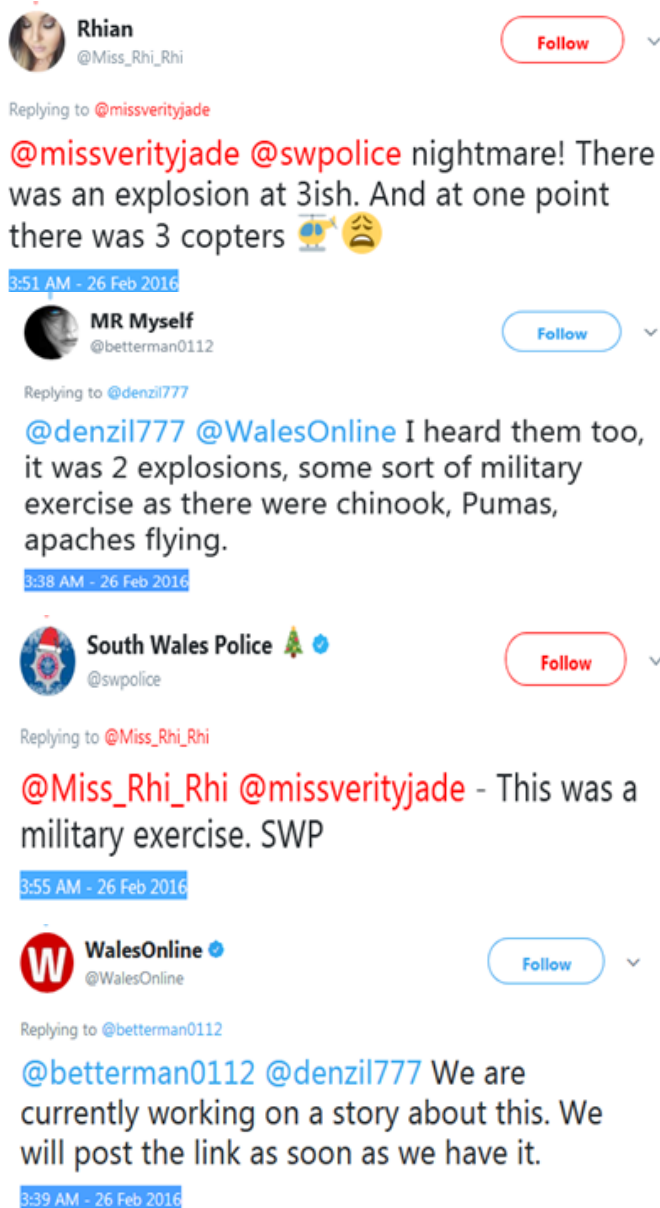 Rhian
@Miss_Rhi_Rhi
Follow
Replying to @missverityjade
@missverityjade @swpolice nightmare! There
was an explosion at 3ish. And at one point
there was 3 copters 🚁😩
3:51 AM - 26 Feb 2016
MR Myself
@betterman0112
Follow
Replying to @denzil777
@denzil777 @WalesOnline I heard them too,
it was 2 explosions, some sort of military
exercise as there were chinook, Pumas,
apaches flying.
3:38 AM - 26 Feb 2016
South Wales Police 🎄
@swpolice
Follow
Replying to @Miss_Rhi_Rhi
@Miss_Rhi_Rhi @missverityjade - This was a
military exercise. SWP
3:55 AM - 26 Feb 2016
W
WalesOnline
@WalesOnline
Follow
Replying to @betterman0112
@betterman0112 @denzil777 We are
currently working on a story about this. We
will post the link as soon as we have it.
3:39 AM - 26 Feb 2016